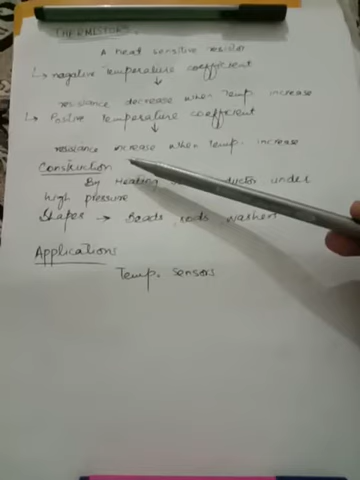 THERMISTORS.
A heat sensitive resistor
↳ negative Temperature coefficient
↓
resistance decrease when Temp increase
↳ Positive Temperature coefficient
↓
resistance increase when temp. increase
Construction
By Heating under
high pressure
Shapes → Beads, rods, washers
Applications
Temp. sensors